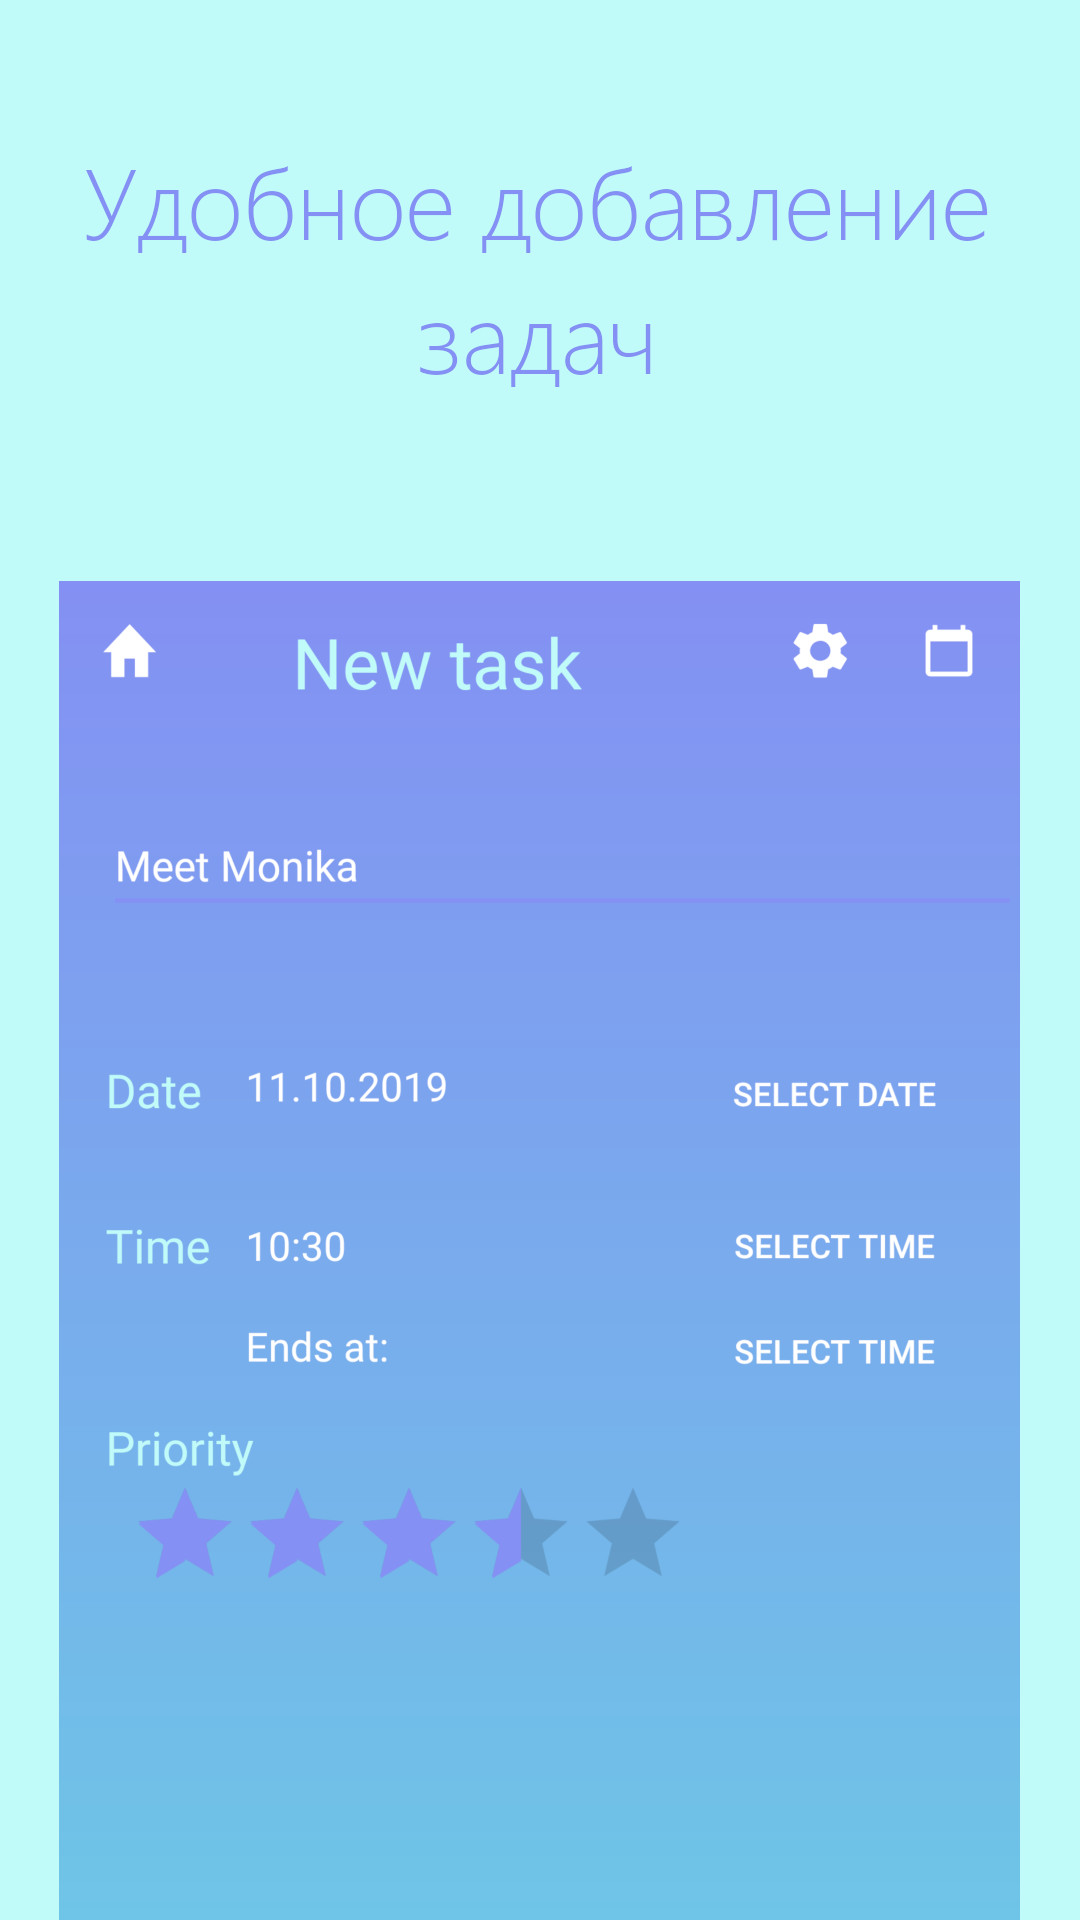 Удобное добавление
задач
New task
Meet Monika
Date 11.10.2019 SELECT DATE
Time 10:30 SELECT TIME
Ends at: SELECT TIME
Priority